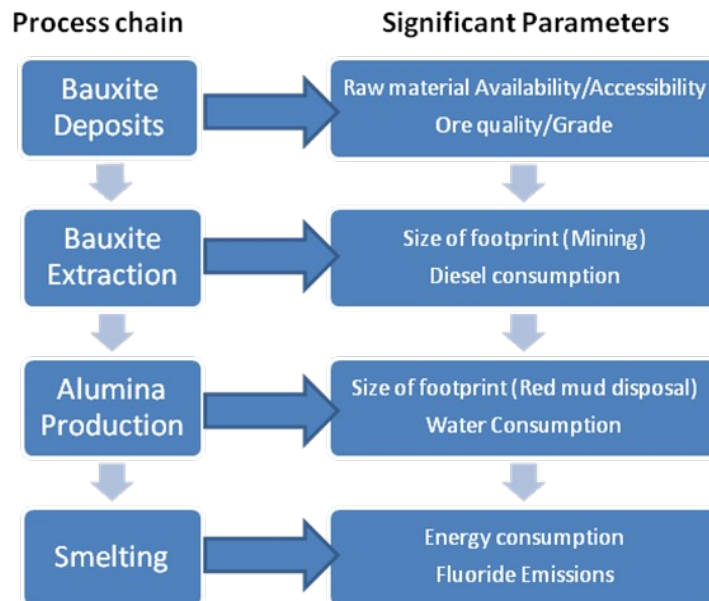 Process chain
Significant Parameters
Bauxite
Deposits
Raw material Availability/Accessibility
Ore quality/Grade
Bauxite
Extraction
Size of footprint (Mining)
Diesel consumption
Alumina
Production
Size of footprint (Red mud disposal)
Water Consumption
Smelting
Energy consumption
Fluoride Emissions